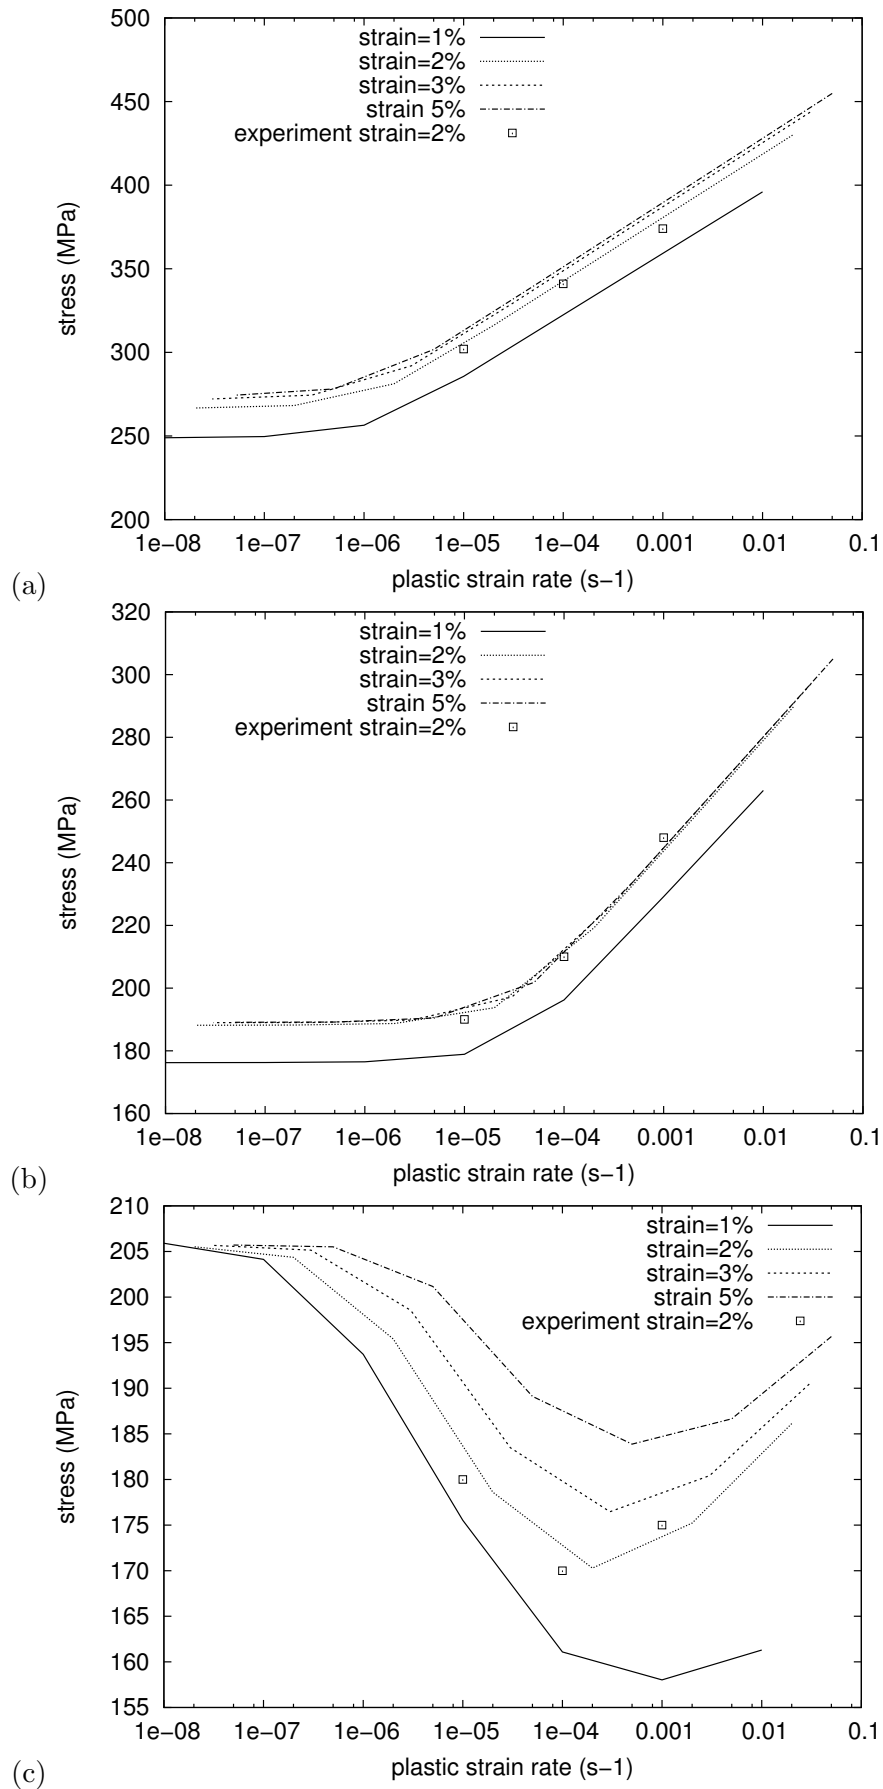 500
450
400
350
300
250
200
stress (MPa)
strain=1%
strain=2%
strain=3%
strain 5%
experiment strain=2%
1e−08 1e−07 1e−06 1e−05 1e−04 0.001 0.01 0.1
plastic strain rate (s−1)
(a)
320
300
280
260
240
220
200
180
160
stress (MPa)
strain=1%
strain=2%
strain=3%
strain 5%
experiment strain=2%
1e−08 1e−07 1e−06 1e−05 1e−04 0.001 0.01 0.1
plastic strain rate (s−1)
(b)
210
205
200
195
190
185
180
175
170
165
160
155
stress (MPa)
strain=1%
strain=2%
strain=3%
strain 5%
experiment strain=2%
1e−08 1e−07 1e−06 1e−05 1e−04 0.001 0.01 0.1
plastic strain rate (s−1)
(c)